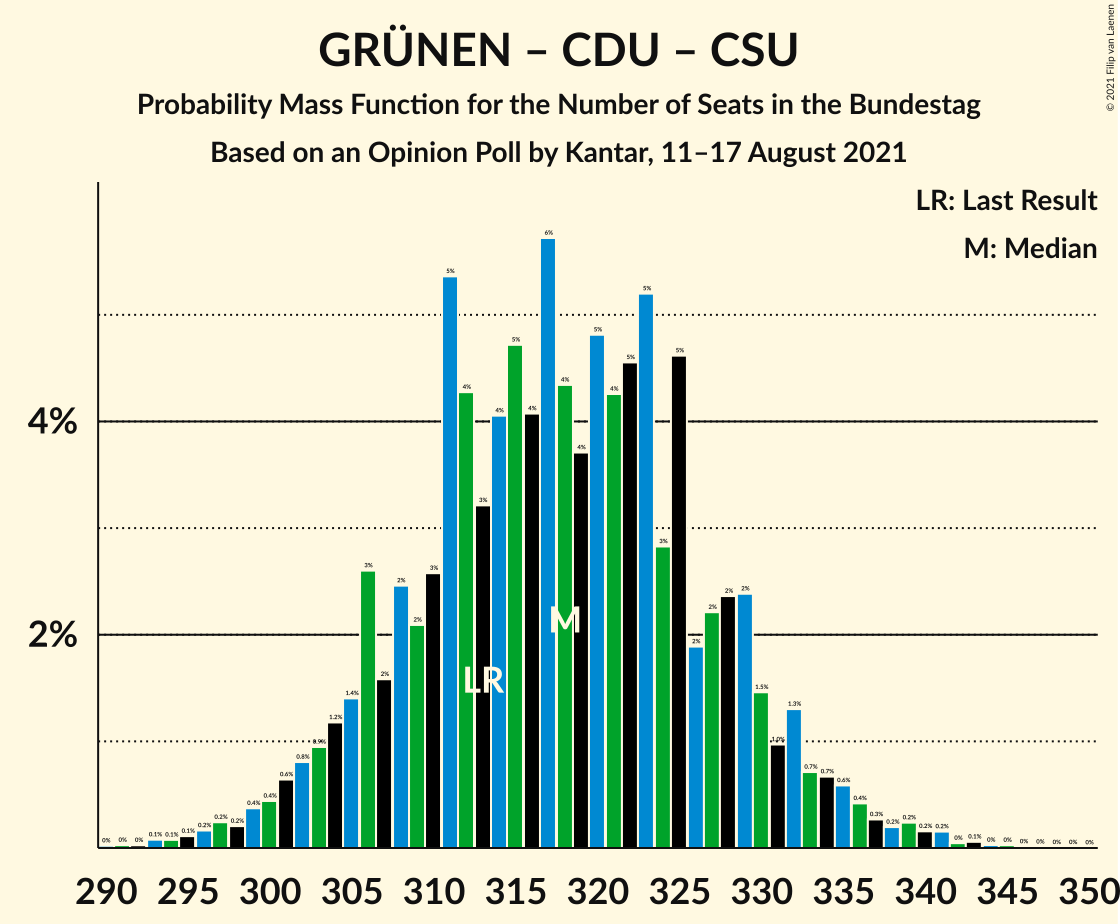 GRÜNEN – CDU – CSU
Probability Mass Function for the Number of Seats in the Bundestag
Based on an Opinion Poll by Kantar, 11–17 August 2021
© 2021 Filip van Laenen
LR: Last Result
M: Median
4%
2%
0% 0% 0% 0.1% 0.1% 0.1% 0.2% 0.2% 0.2% 0.4% 0.4% 0.6% 0.8% 0.9% 1.2% 1.4% 3% 2% 2% 2% 3% 5% 4% 3% 4% 5% 4% 6% 4% 4% 5% 4% 5% 5% 3% 5% 2% 2% 2% 2% 1.5% 1.0% 1.3% 0.7% 0.7% 0.6% 0.4% 0.3% 0.2% 0.2% 0.2% 0.2% 0% 0.1% 0% 0% 0% 0% 0% 0% 0%
M
LR
290 295 300 305 310 315 320 325 330 335 340 345 350